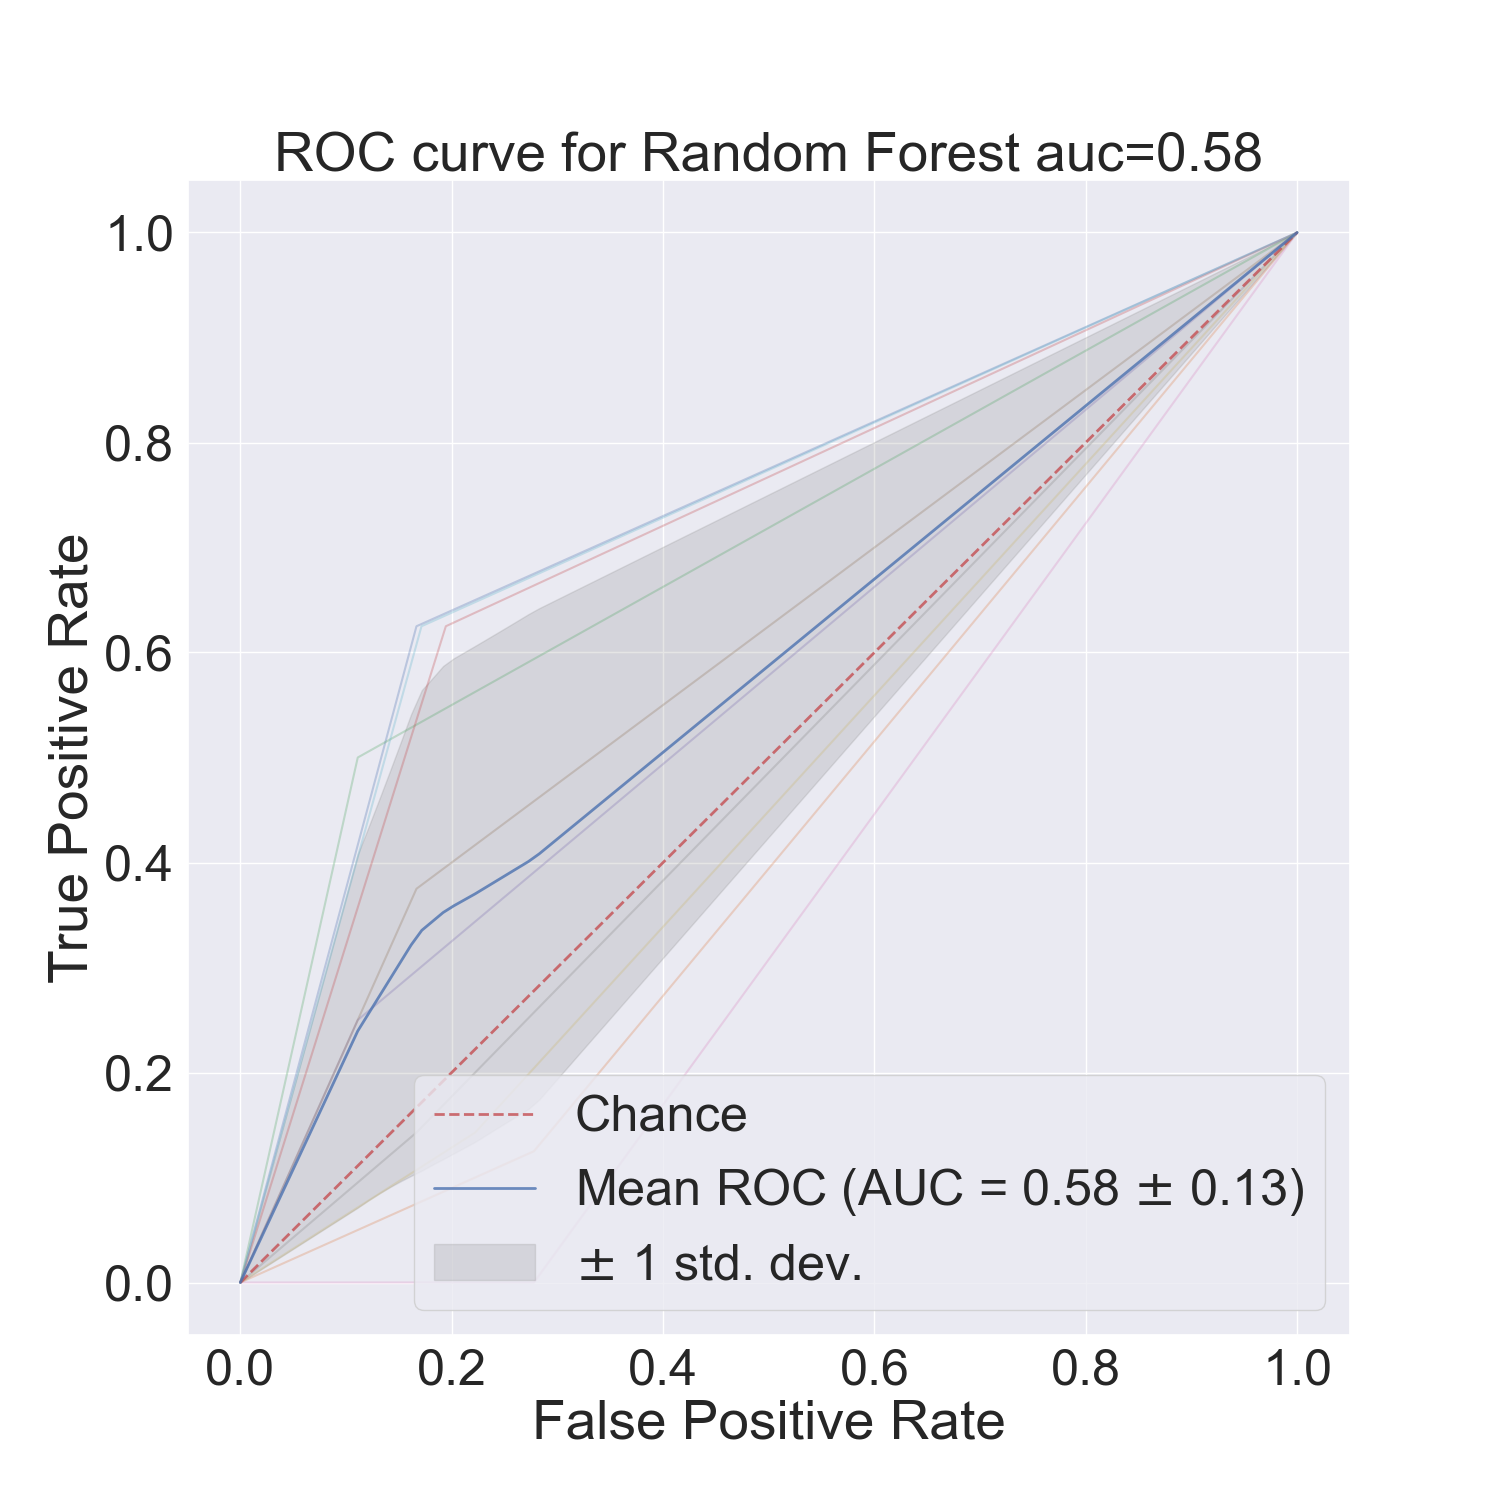 ROC curve for Random Forest auc=0.58
1.0
0.8
0.6
0.4
0.2
0.0
True Positive Rate
Chance
Mean ROC (AUC = 0.58 ± 0.13)
± 1 std. dev.
0.0 0.2 0.4 0.6 0.8 1.0
False Positive Rate